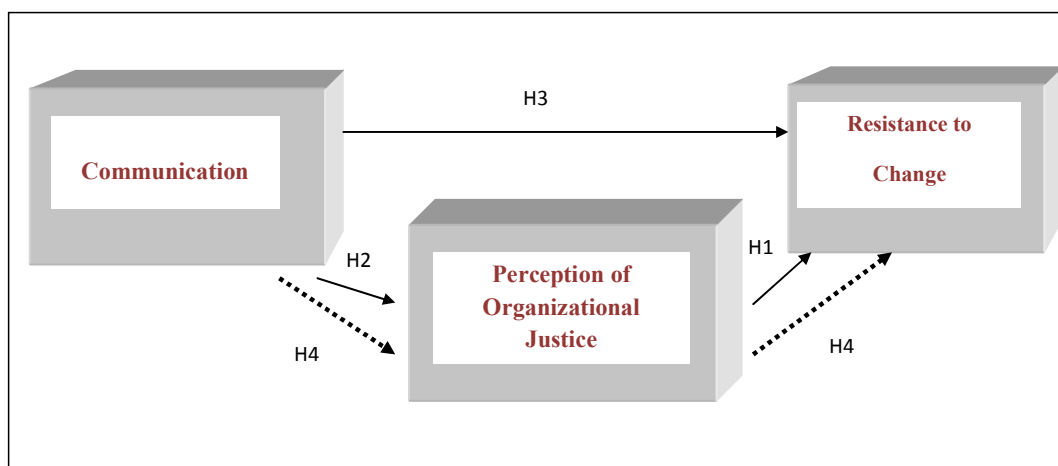 H3
Communication
Resistance to
Change
H2
H1
Perception of
Organizational
Justice
H4
H4